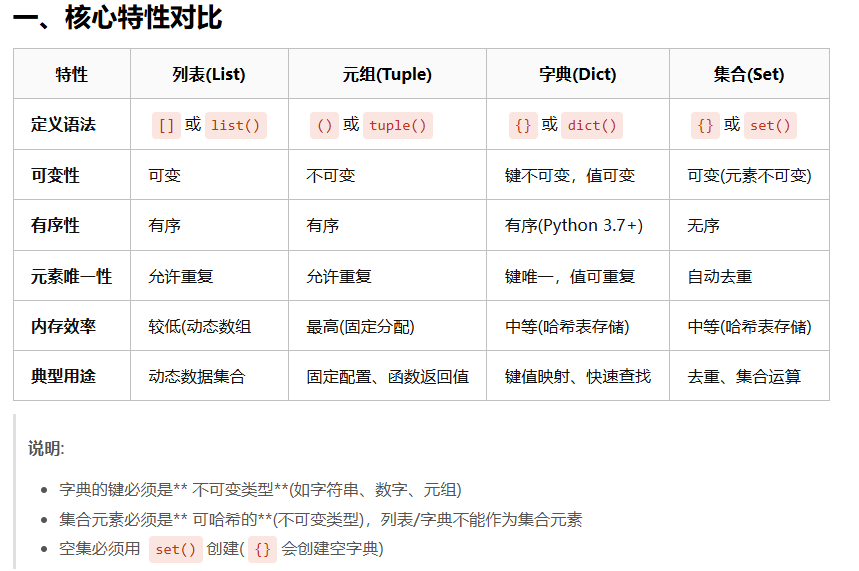 一、核心特性对比
特性 列表(List) 元组(Tuple) 字典(Dict) 集合(Set)
定义语法 [] 或 list() () 或 tuple() {} 或 dict() {} 或 set()
可变性 可变 不可变 键不可变，值可变 可变(元素不可变)
有序性 有序 有序 有序(Python 3.7+) 无序
元素唯一性 允许重复 允许重复 键唯一，值可重复 自动去重
内存效率 较低(动态数组 最高(固定分配) 中等(哈希表存储) 中等(哈希表存储)
典型用途 动态数据集合 固定配置、函数返回值 键值映射、快速查找 去重、集合运算
说明:
• 字典的键必须是** 不可变类型**(如字符串、数字、元组)
• 集合元素必须是** 可哈希的**(不可变类型)，列表/字典不能作为集合元素
• 空集必须用 set() 创建( {} 会创建空字典)